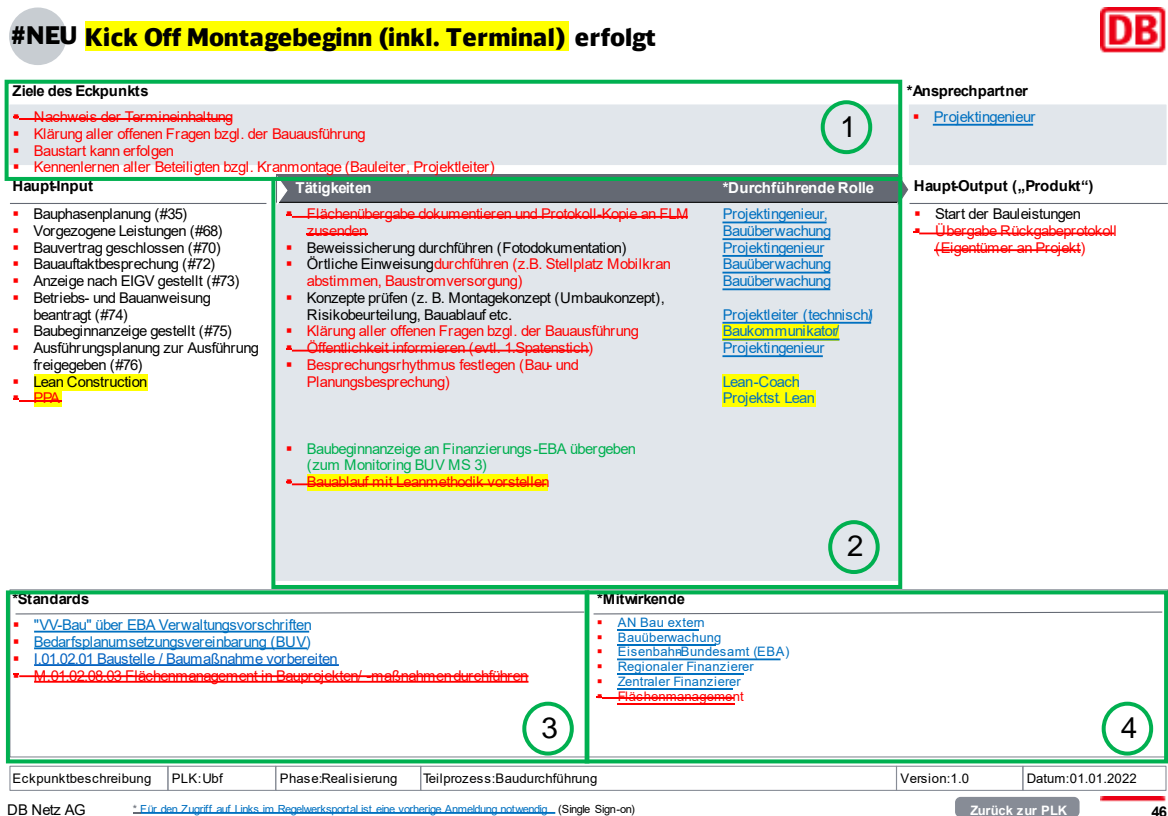 #NEU Kick Off Montagebeginn (inkl. Terminal) erfolgt
DB
Ziele des Eckpunkts
Nachweis der Termineinhaltung
Klärung aller offenen Fragen bzgl. der Bauausführung
Baustart kann erfolgen
Kennenlernen aller Beteiligten bzgl. Kranmontage (Bauleiter, Projektleiter)
1
*Ansprechpartner
Projektingenieur
Haupt-Input
Bauphasenplanung (#35)
Vorgezogene Leistungen (#68)
Bauvertrag geschlossen (#70)
Bauauftaktbesprechung (#72)
Anzeige nach EIGV gestellt (#73)
Betriebs- und Bauanweisung
beantragt (#74)
Baubeginnanzeige gestellt (#75)
Ausführungsplanung zur Ausführung
freigegeben (#76)
Lean Construction
PPA
Tätigkeiten
Flächenübergabe dokumentieren und Protokoll-Kopie an FLM
zusenden
Beweissicherung durchführen (Fotodokumentation)
Örtliche Einweisungdurchführen (z.B. Stellplatz Mobilkran
abstimmen, Baustromversorgung)
Konzepte prüfen (z. B. Montagekonzept (Umbaukonzept),
Risikobeurteilung, Bauablauf etc.
Klärung aller offenen Fragen bzgl. der Bauausführung
Öffentlichkeit informieren (evtl. 1.Spatenstich)
Besprechungsrhythmus festlegen (Bau- und
Planungsbesprechung)
Baubeginnanzeige an Finanzierungs-EBA übergeben
(zum Monitoring BUV MS 3)
Bauablauf mit Leanmethodik vorstellen
*Durchführende Rolle
Projektingenieur,
Bauüberwachung
Projektingenieur
Bauüberwachung
Bauüberwachung
Projektleiter (technisch)/
Baukommunikator/
Projektingenieur
Lean-Coach
Projektst. Lean
2
Haupt-Output („Produkt“)
Start der Bauleistungen
Übergabe Rückgabeprotokoll
(Eigentümer an Projekt)
*Standards
"VV-Bau" über EBA Verwaltungsvorschriften
Bedarfsplanumsetzungsvereinbarung (BUV)
I.01.02.01 Baustelle / Baumaßnahme vorbereiten
M.01.02.08.03 Flächenmanagement in Bauprojekten/ -maßnahmen durchführen
3
*Mitwirkende
AN Bau extern
Bauüberwachung
Eisenbahn-Bundesamt (EBA)
Regionaler Finanzierer
Zentraler Finanzierer
Flächenmanagement
4
Eckpunktbeschreibung PLK:Ubf Phase:Realisierung Teilprozess:Baudurchführung Version:1.0 Datum:01.01.2022
DB Netz AG * Für den Zugriff auf Links im Regelwerksportal ist eine vorherige Anmeldung notwendig. (Single Sign-on) Zurück zur PLK 46